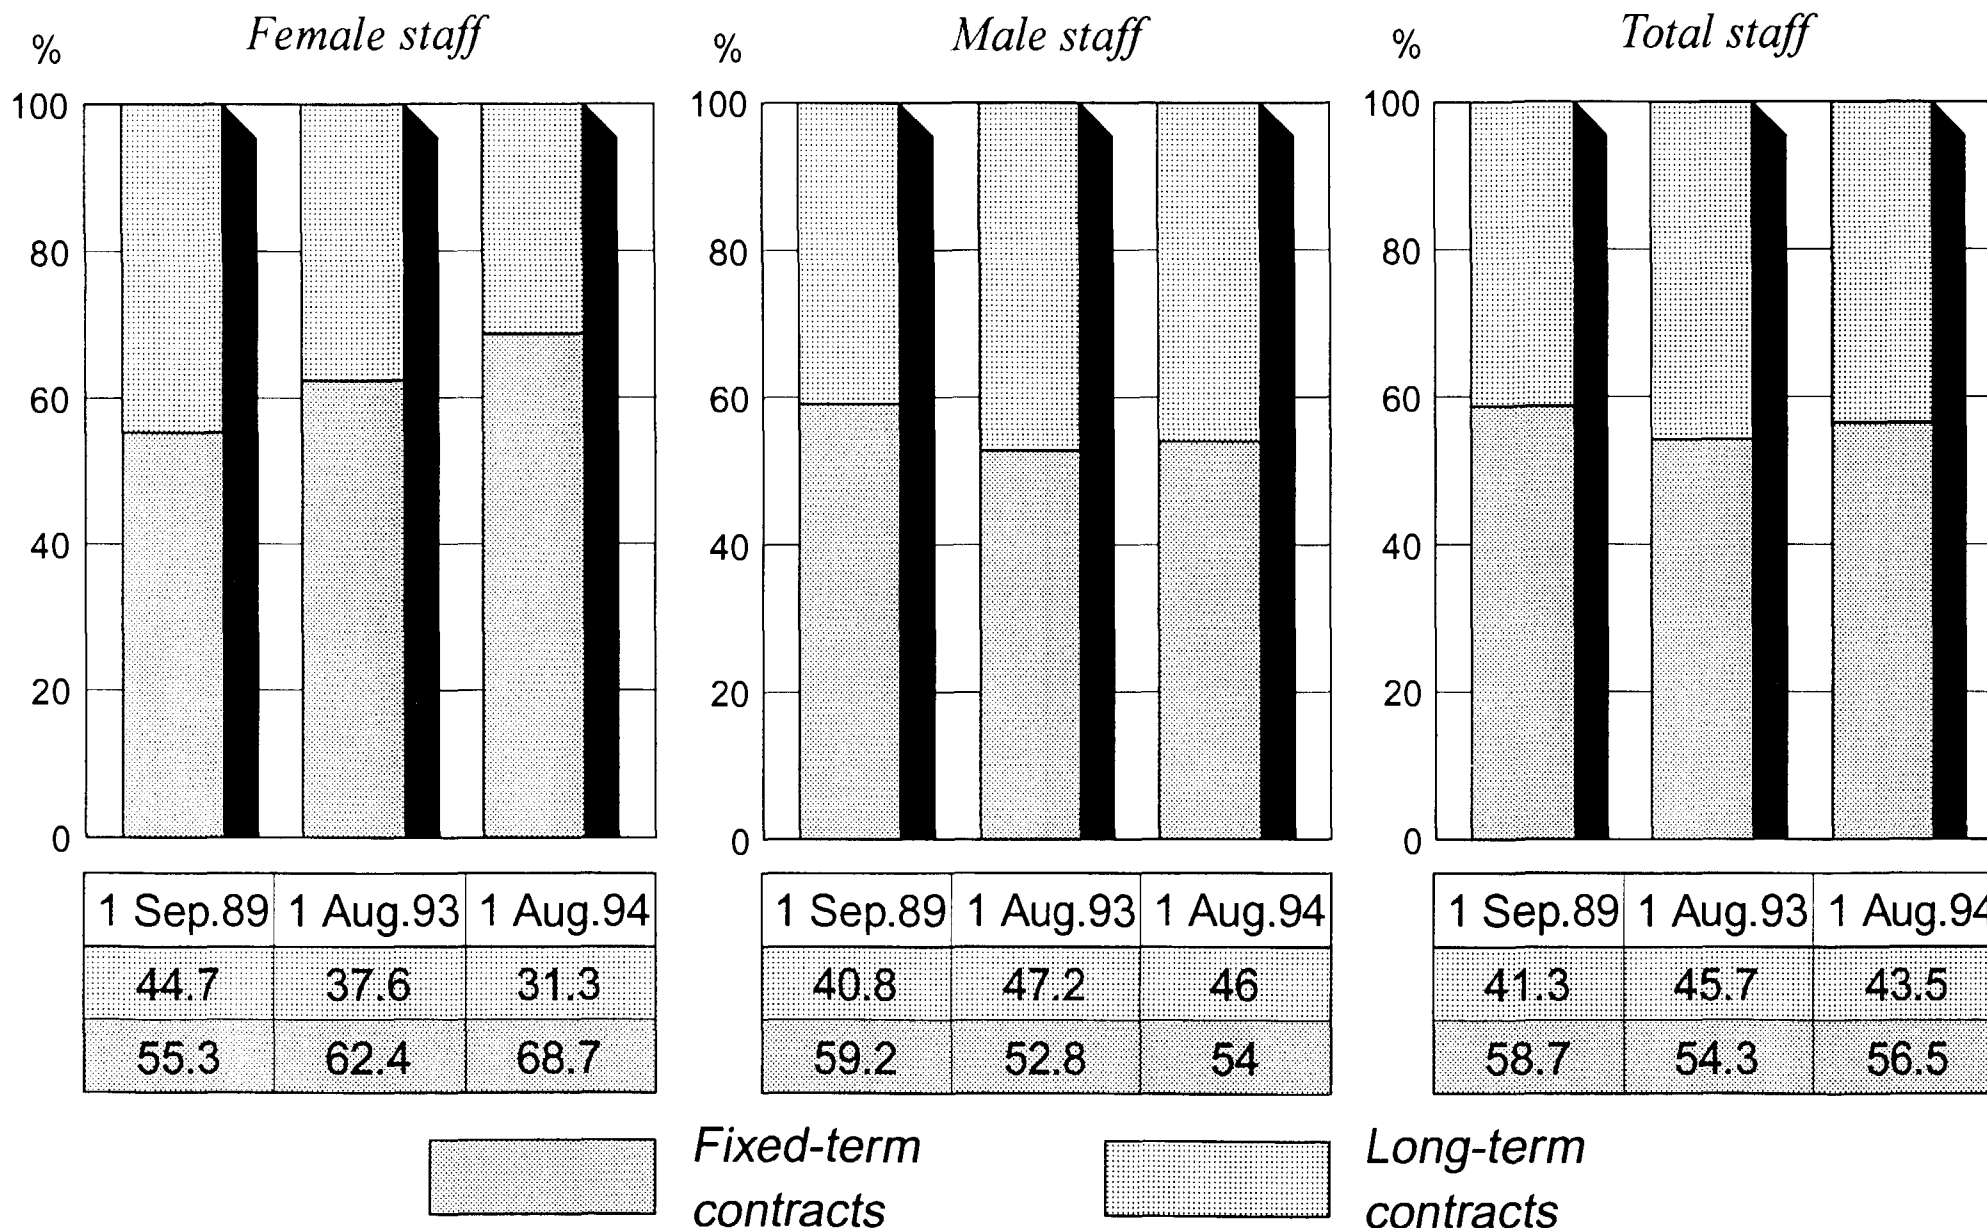 Female staff
Male staff
Total staff
%
100
80
60
40
20
0
%
100
80
60
40
20
0
%
100
80
60
40
20
0
1 Sep.89 1 Aug.93 1 Aug.94
44.7 37.6 31.3
55.3 62.4 68.7
1 Sep.89 1 Aug.93 1 Aug.94
40.8 47.2 46
59.2 52.8 54
1 Sep.89 1 Aug.93 1 Aug.94
41.3 45.7 43.5
58.7 54.3 56.5
Fixed-term
contracts
Long-term
contracts